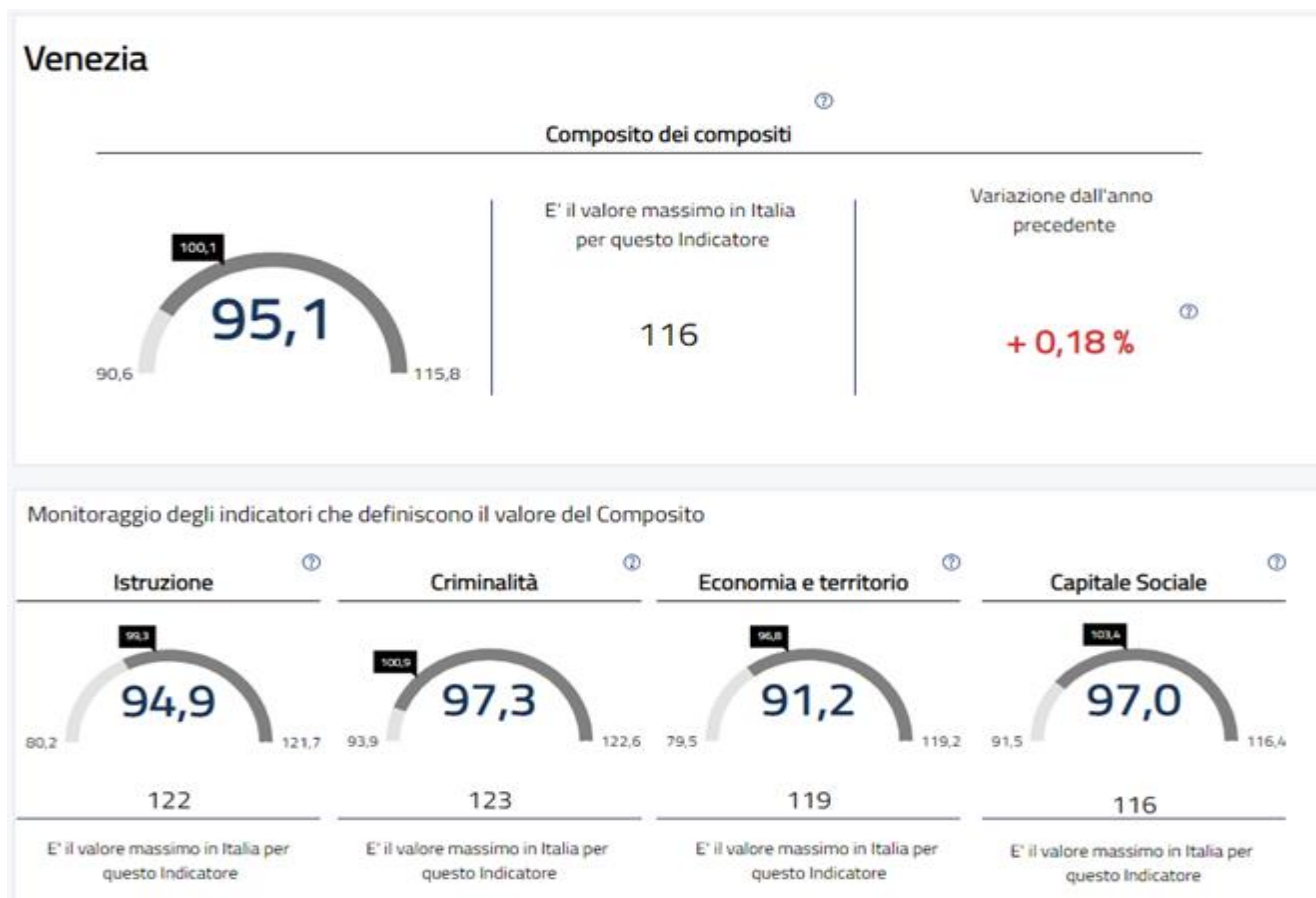 Venezia
Composito dei compositi
100,1
95,1
90,6
115,8
E' il valore massimo in Italia
per questo Indicatore
116
Variazione dall'anno
precedente
+ 0,18 %
Monitoraggio degli indicatori che definiscono il valore del Composito
Istruzione
99,3
94,9
80,2
121,7
122
E' il valore massimo in Italia per
questo Indicatore
Criminalità
100,9
97,3
93,9
122,6
123
E' il valore massimo in Italia per
questo Indicatore
Economia e territorio
96,8
91,2
79,5
119,2
119
E' il valore massimo in Italia per
questo Indicatore
Capitale Sociale
103,4
97,0
91,5
116,4
116
E' il valore massimo in Italia per
questo Indicatore